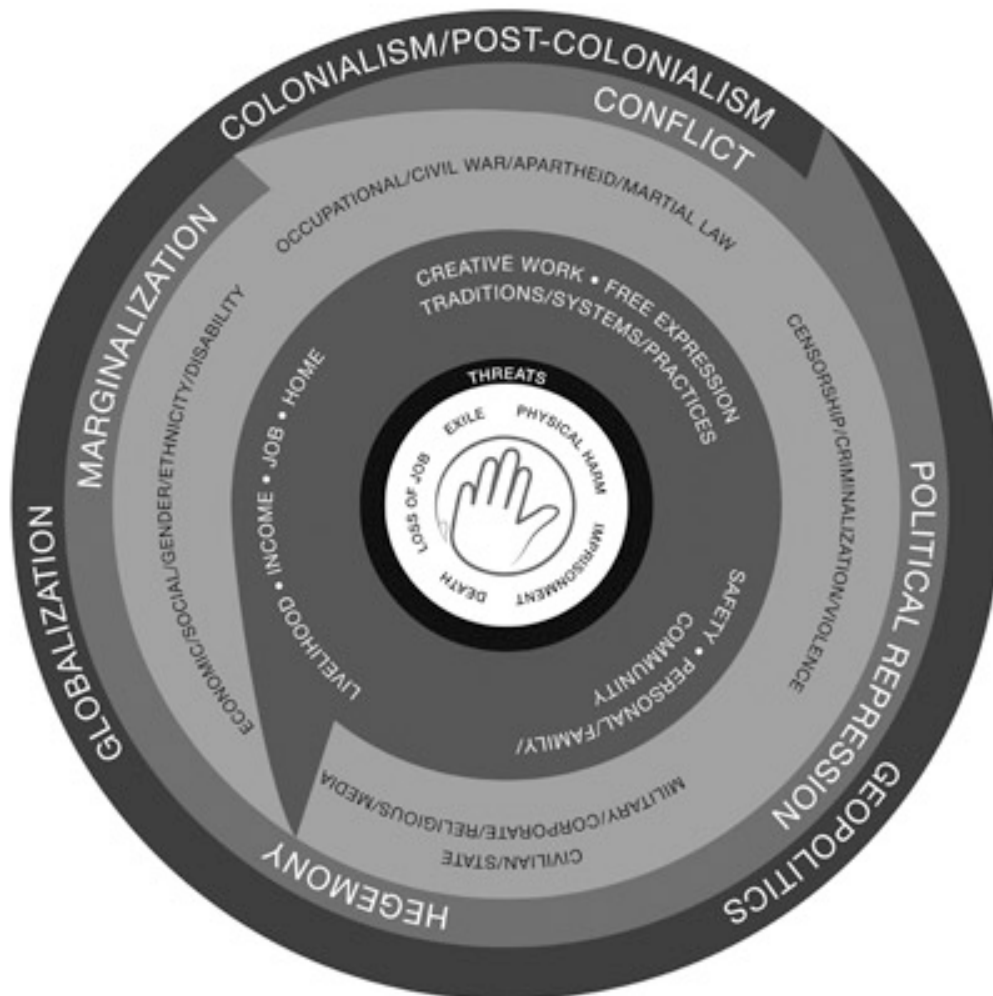 COLONIALISM/POST-COLONIALISM
GEOPOLITICS
GLOBALIZATION
CONFLICT
POLITICAL REPRESSION
HEGEMONY
MARGINALIZATION
OCCUPATIONAL/CIVIL WAR/APARTHEID/MARTIAL LAW
CENSORSHIP/CRIMINALIZATION/VIOLENCE
MILITARY/CORPORATE/RELIGIOUS/MEDIA
CIVILIAN/STATE
ECONOMIC/SOCIAL/GENDER/ETHNICITY/DISABILITY
CREATIVE WORK • FREE EXPRESSION
TRADITIONS/SYSTEMS/PRACTICES
SAFETY • PERSONAL/FAMILY/
COMMUNITY
LIVELIHOOD • INCOME • JOB • HOME
THREATS
EXILE
PHYSICAL HARM
IMPRISONMENT
DEATH
LOSS OF JOB